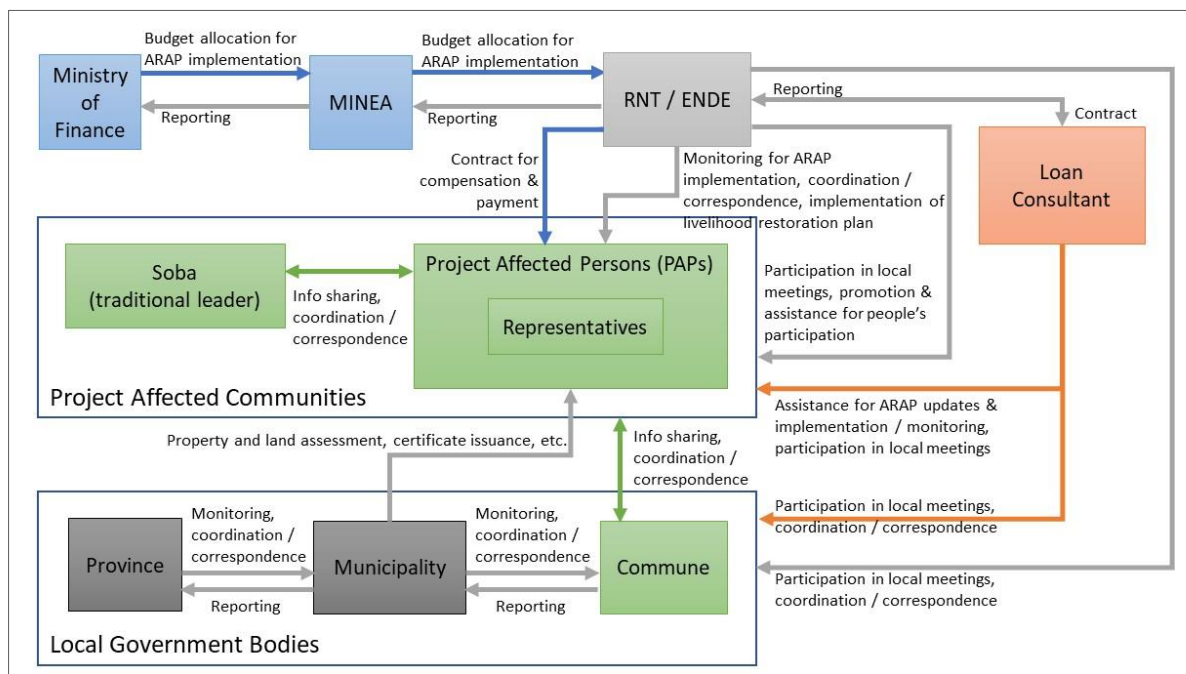 Budget allocation for
ARAP implementation
Budget allocation for
ARAP implementation
Ministry
of
Finance
MINEA
RNT / ENDE
Reporting
Reporting
Reporting
Contract
Loan
Consultant
Contract for
compensation &
payment
Monitoring for ARAP
implementation, coordination /
correspondence, implementation of
livelihood restoration plan
Soba
(traditional leader)
Info sharing,
coordination /
correspondence
Project Affected Persons (PAPs)
Representatives
Participation in local
meetings, promotion &
assistance for people's
participation
Project Affected Communities
Assistance for ARAP updates &
implementation / monitoring,
participation in local meetings
Property and land assessment, certificate issuance, etc.
Info sharing,
coordination /
correspondence
Province
Monitoring,
coordination /
correspondence
Reporting
Municipality
Monitoring,
coordination /
correspondence
Reporting
Commune
Participation in local meetings,
coordination / correspondence
Participation in local meetings,
coordination / correspondence
Local Government Bodies